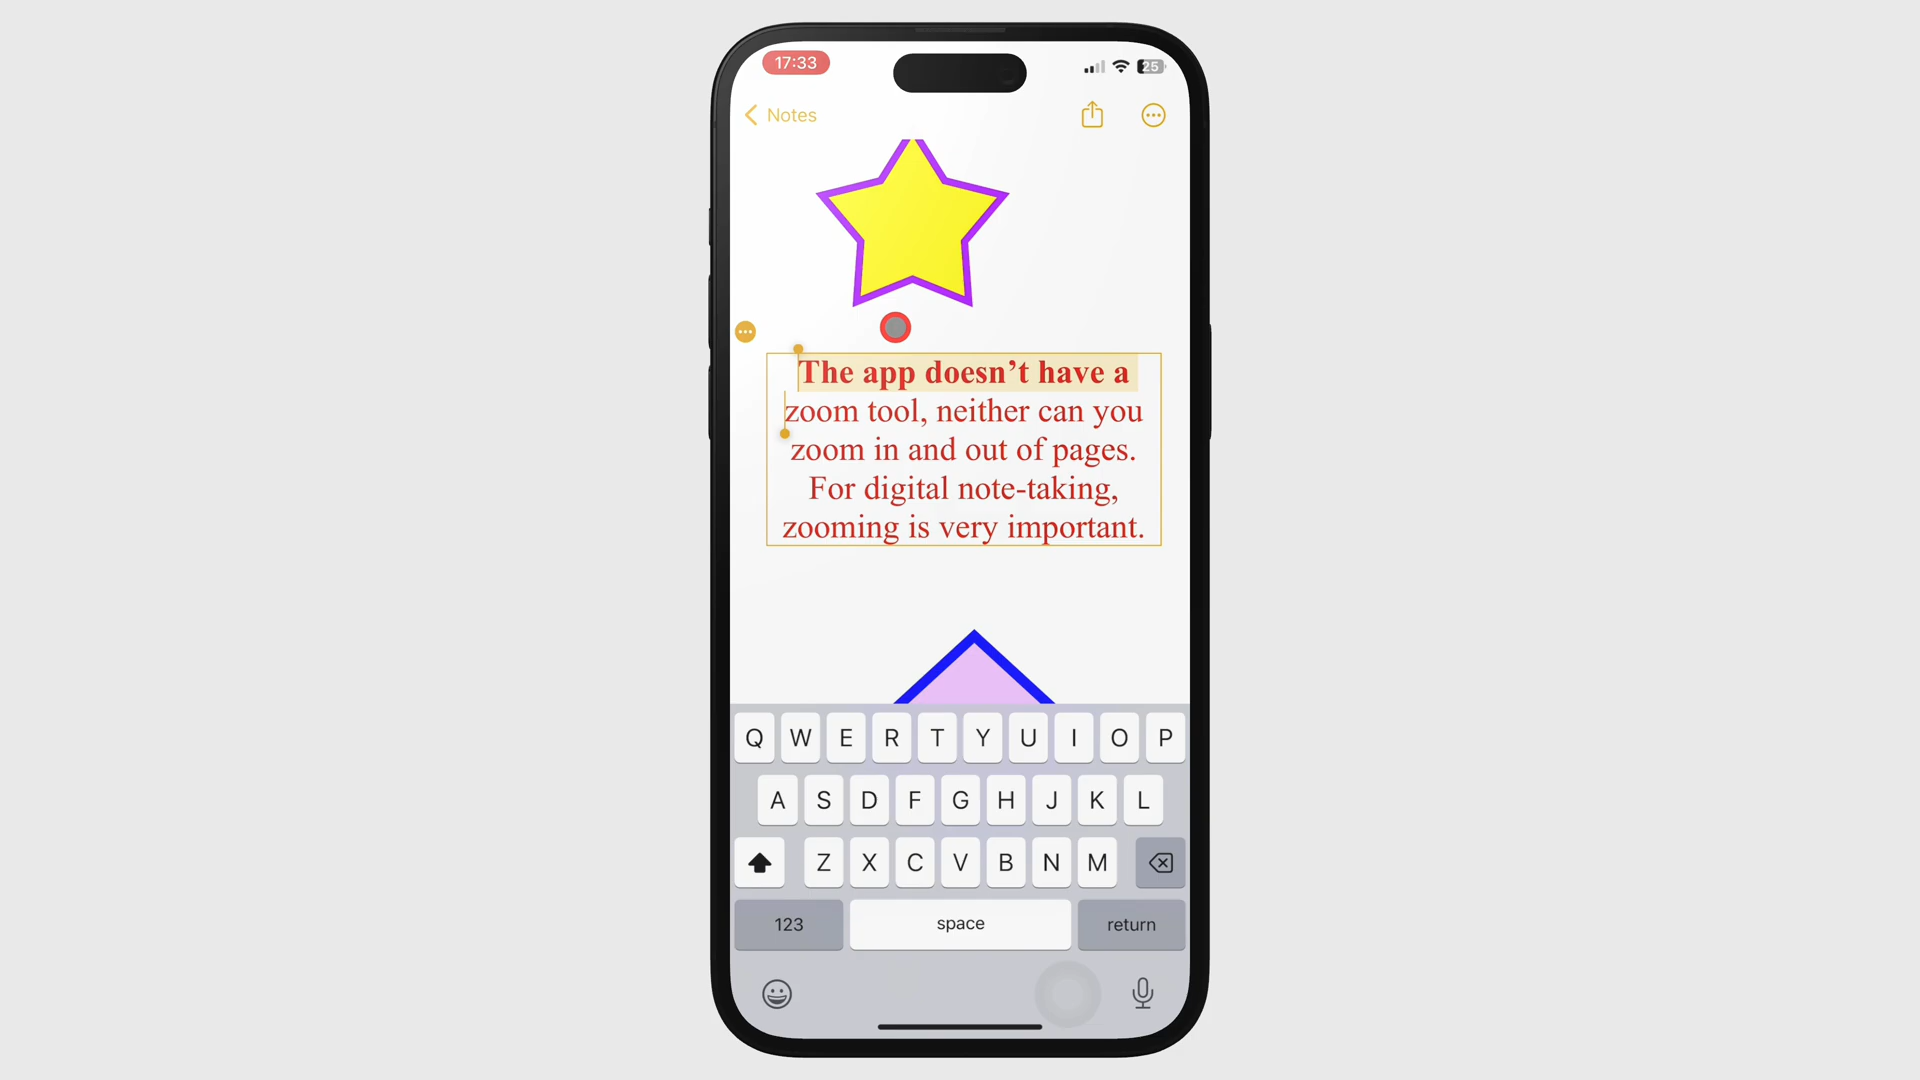 17:33
25
Notes
The app doesn’t have a
zoom tool, neither can you
zoom in and out of pages.
For digital note-taking,
zooming is very important.
Q W E R T Y U I O P
A S D F G H J K L
Z X C V B N M
123 space return